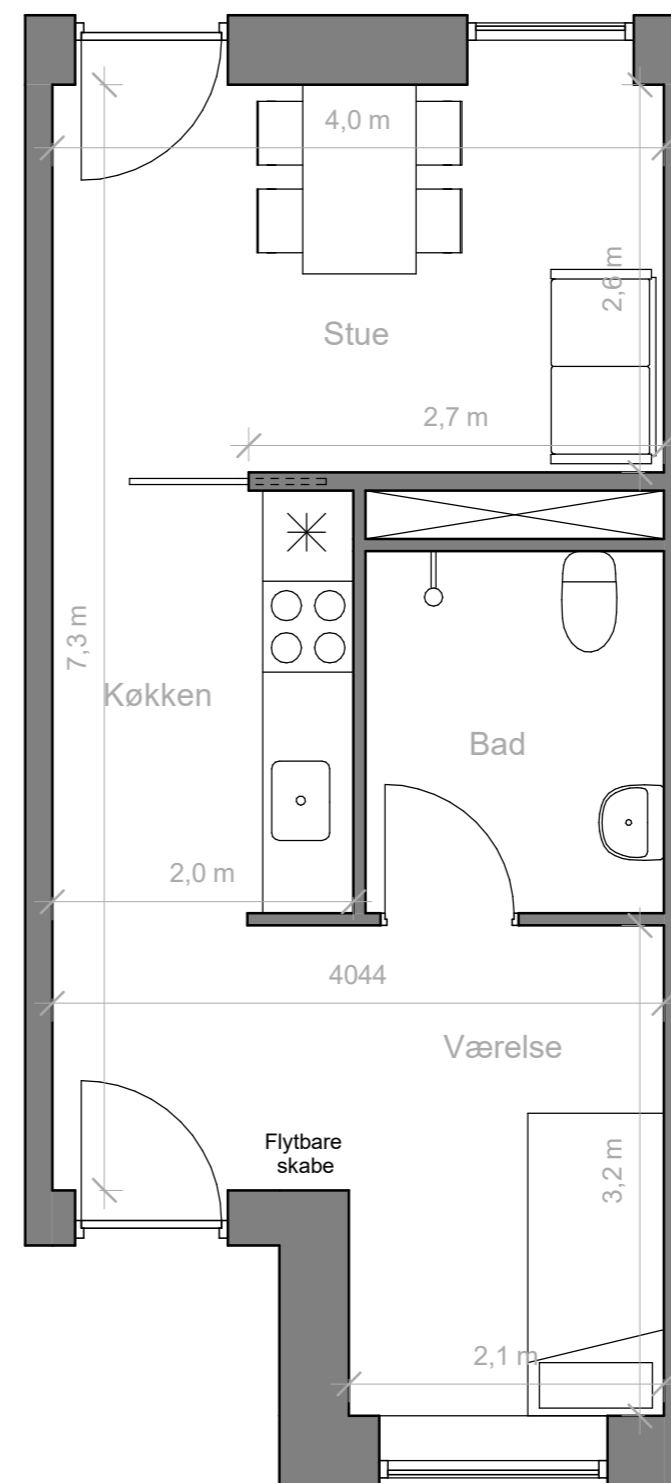 4,0 m
2,6 m
Stue
2,7 m
7,3 m
Køkken
Bad
2,0 m
4044
Værelse
Flytbare
skabe
3,2 m
2,1 m